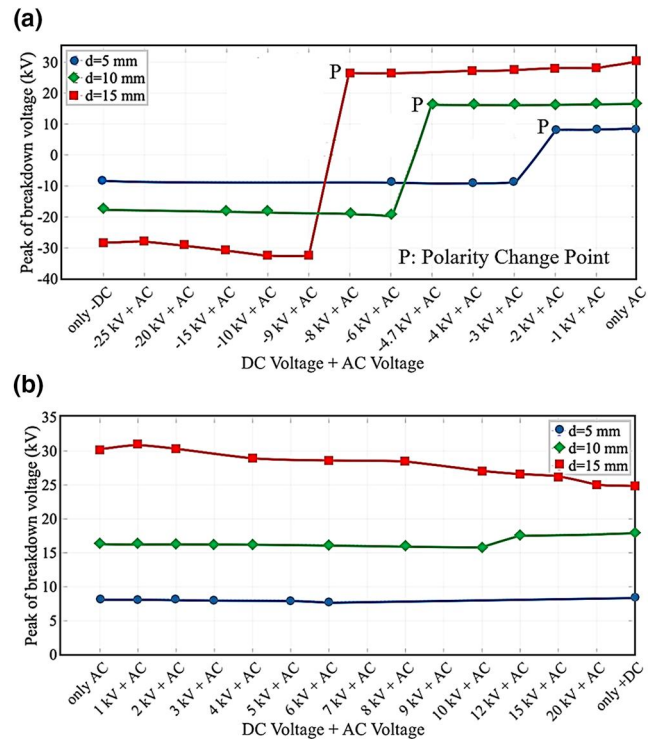 (a)
30
20
10
0
-10
-20
-30
-40
Peak of breakdown voltage (kV)
d=5 mm
d=10 mm
d=15 mm
P
P
P
P: Polarity Change Point
only -DC
-25 kV + AC
-20 kV + AC
-15 kV + AC
-10 kV + AC
-9 kV + AC
-8 kV + AC
-6 kV + AC
-4.7 kV + AC
-4 kV + AC
-3 kV + AC
-2 kV + AC
-1 kV + AC
only AC
DC Voltage + AC Voltage
(b)
35
30
25
20
15
10
5
0
Peak of breakdown voltage (kV)
d=5 mm
d=10 mm
d=15 mm
only AC
1 kV + AC
2 kV + AC
3 kV + AC
4 kV + AC
5 kV + AC
6 kV + AC
7 kV + AC
8 kV + AC
9 kV + AC
10 kV + AC
12 kV + AC
15 kV + AC
20 kV + AC
only +DC
DC Voltage + AC Voltage